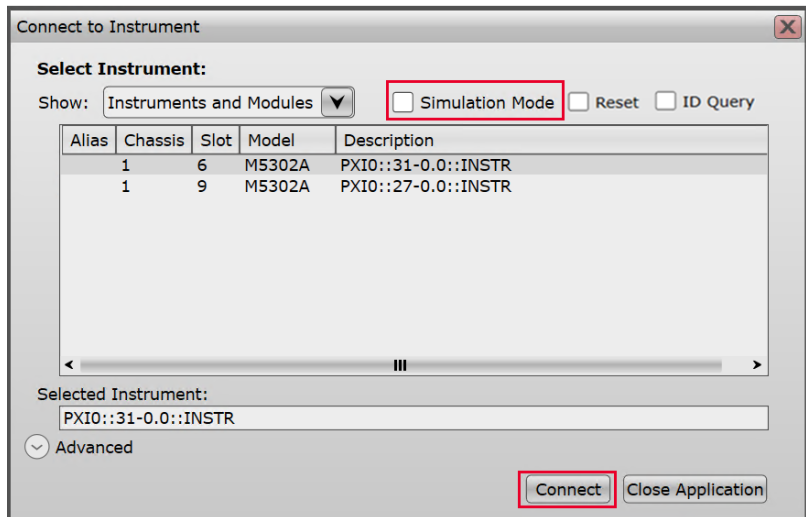 Connect to Instrument
Select Instrument:
Show: Instruments and Modules Simulation Mode Reset ID Query
Alias Chassis Slot Model Description
1 6 M5302A PXI0::31-0.0::INSTR
1 9 M5302A PXI0::27-0.0::INSTR
Selected Instrument:
PXI0::31-0.0::INSTR
Advanced
Connect Close Application